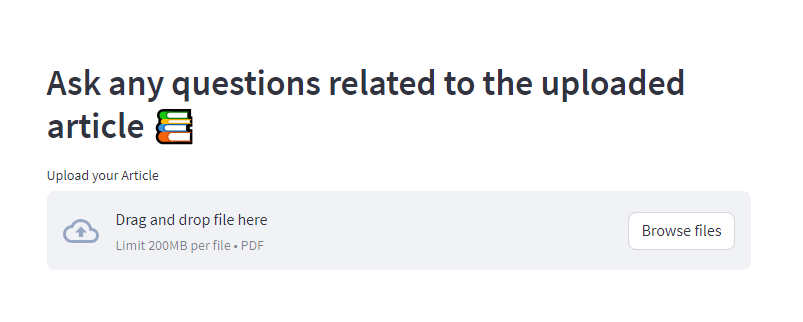 Ask any questions related to the uploaded
article 📚
Upload your Article
Drag and drop file here
Limit 200MB per file • PDF
Browse files